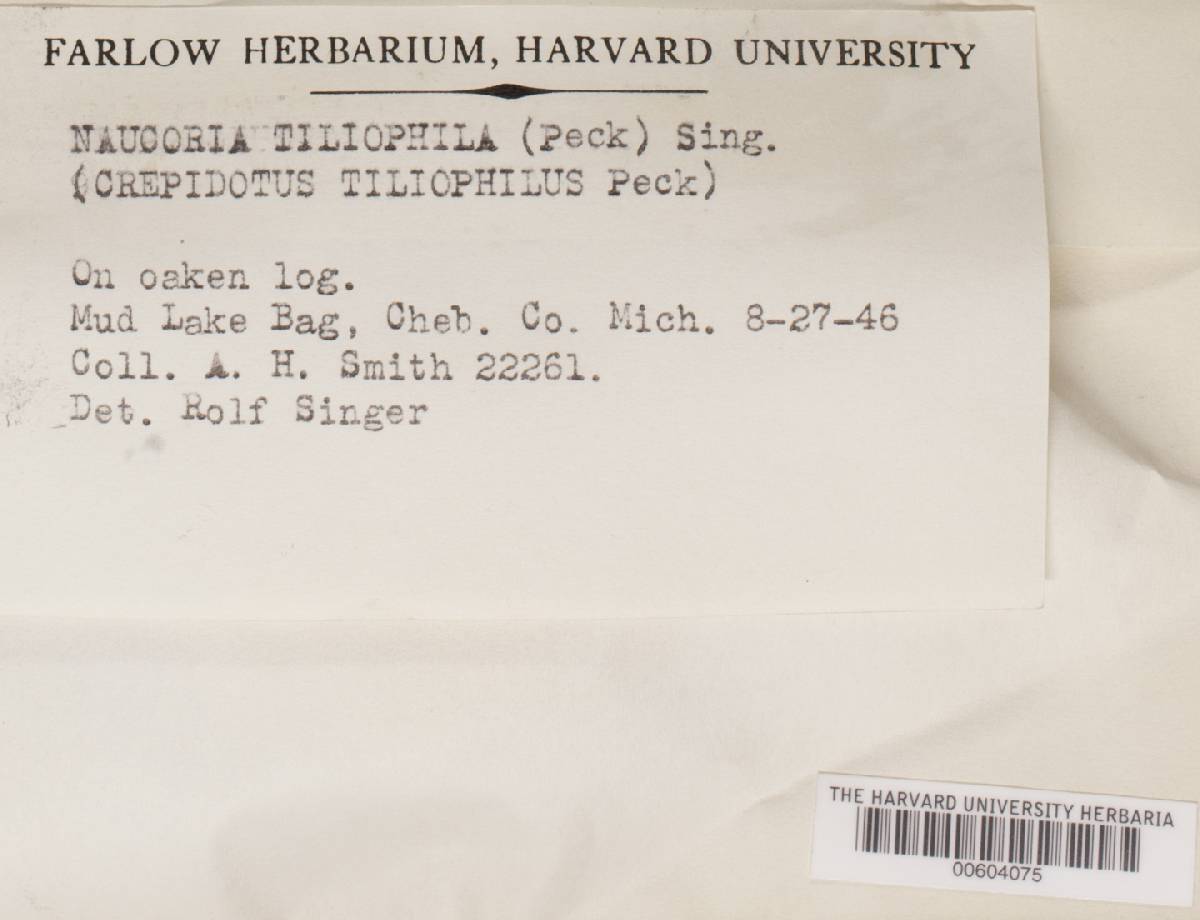 FARLOW HERBARIUM, HARVARD UNIVERSITY
NAUCORIA TILIOPHILA (Peck) Sing.
(CREPIDOTUS TILIOPHILUS Peck)
On oaken log.
Mud Lake Bag, Cheb. Co. Mich. 8-27-46
Coll. A. H. Smith 22261.
Det. Rolf Singer
THE HARVARD UNIVERSITY HERBARIA
00604075